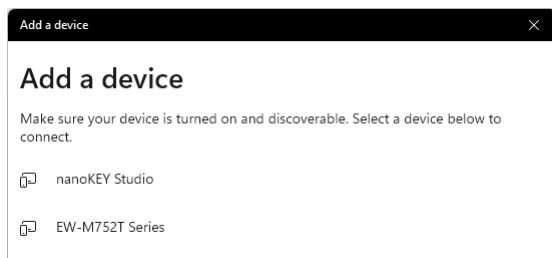 Add a device
Add a device
Make sure your device is turned on and discoverable. Select a device below to
connect.
nanoKEY Studio
EW-M752T Series